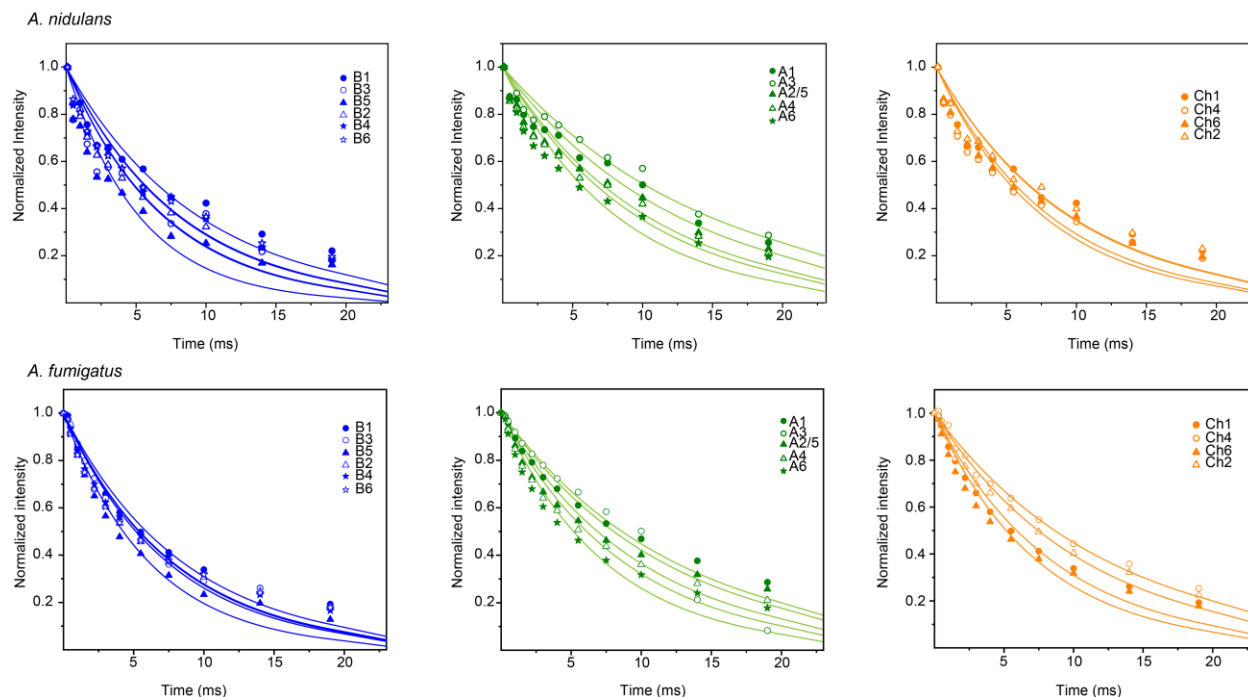 A. nidulans
Normalized Intensity
1.0
0.8
0.6
0.4
0.2
5
10
15
20
Time (ms)
B1
B3
B5
B2
B4
B6
Normalized Intensity
1.0
0.8
0.6
0.4
0.2
5
10
15
20
Time (ms)
A1
A3
A2/5
A4
A6
Normalized Intensity
1.0
0.8
0.6
0.4
0.2
5
10
15
20
Time (ms)
Ch1
Ch4
Ch6
Ch2
A. fumigatus
Normalized intensity
1.0
0.8
0.6
0.4
0.2
5
10
15
20
Time (ms)
B1
B3
B5
B2
B4
B6
Normalized intensity
1.0
0.8
0.6
0.4
0.2
5
10
15
20
Time (ms)
A1
A3
A2/5
A4
A6
Normalized intensity
1.0
0.8
0.6
0.4
0.2
5
10
15
20
Time (ms)
Ch1
Ch4
Ch6
Ch2